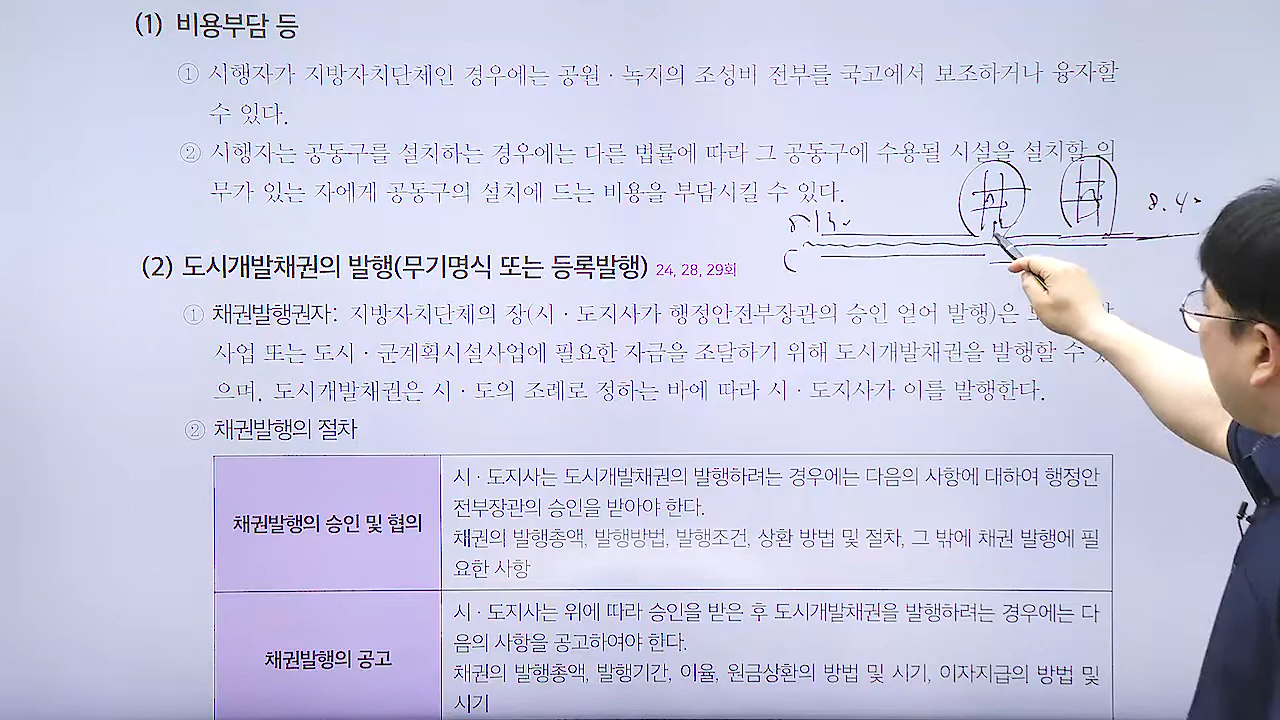 (1) 비용부담 등
① 시행자가 지방자치단체인 경우에는 공원·녹지의 조성비 전부를 국고에서 보조하거나 융자할
수 있다.
② 시행자는 공동구를 설치하는 경우에는 다른 법률에 따라 그 공동구에 수용될 시설을 설치할 의
무가 있는 자에게 공동구의 설치에 드는 비용을 부담시킬 수 있다.
8.4
(2) 도시개발채권의 발행(무기명식 또는 등록발행) 24, 28, 29회
① 채권발행권자: 지방자치단체의 장(시·도지사가 행정안전부장관의 승인 얻어 발행)은
사업 또는 도시·군계획시설사업에 필요한 자금을 조달하기 위해 도시개발채권을 발행할 수
으며, 도시개발채권은 시·도의 조례로 정하는 바에 따라 시·도지사가 이를 발행한다.
② 채권발행의 절차
채권발행의 승인 및 협의
시·도지사는 도시개발채권의 발행하려는 경우에는 다음의 사항에 대하여 행정안
전부장관의 승인을 받아야 한다.
채권의 발행총액, 발행방법, 발행조건, 상환 방법 및 절차, 그 밖에 채권 발행에 필
요한 사항
채권발행의 공고
시·도지사는 위에 따라 승인을 받은 후 도시개발채권을 발행하려는 경우에는 다
음의 사항을 공고하여야 한다.
채권의 발행총액, 발행기간, 이율, 원금상환의 방법 및 시기, 이자지급의 방법 및
시기